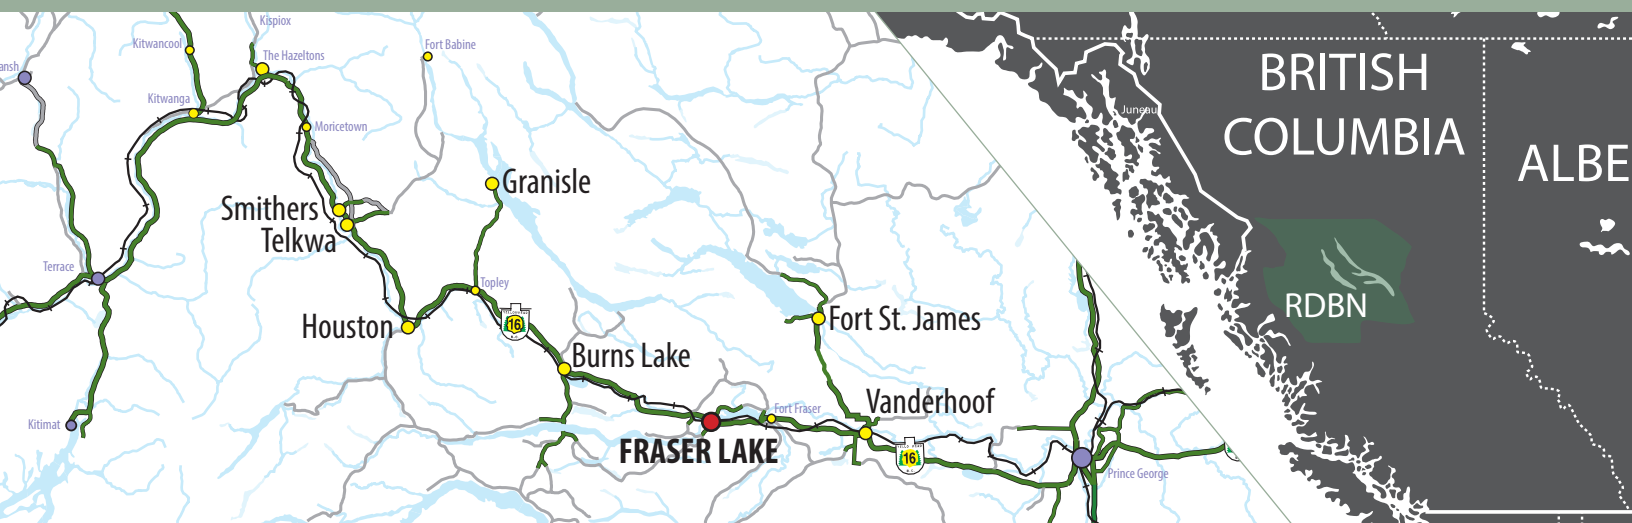 Kispiox
Kitwancool
Fort Babine
The Hazeltons
ansh
Kitwanga
Moricetown
Granisle
Smithers
Telkwa
Terrace
Topley
16
Houston
Fort St. James
Burns Lake
Vanderhoof
Fort Fraser
Kitimat
FRASER LAKE
16
Prince George
BRITISH
COLUMBIA
Juneau
ALBE
RDBN